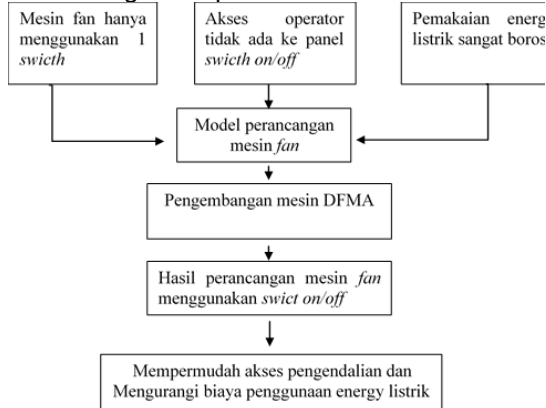 Mesin fan hanya
menggunakan 1
swicth
Akses operator
tidak ada ke panel
swicth on/off
Pemakaian energ
listrik sangat boros
Model perancangan
mesin fan
Pengembangan mesin DFMA
Hasil perancangan mesin fan
menggunakan swict on/off
Mempermudah akses pengendalian dan
Mengurangi biaya penggunaan energy listrik